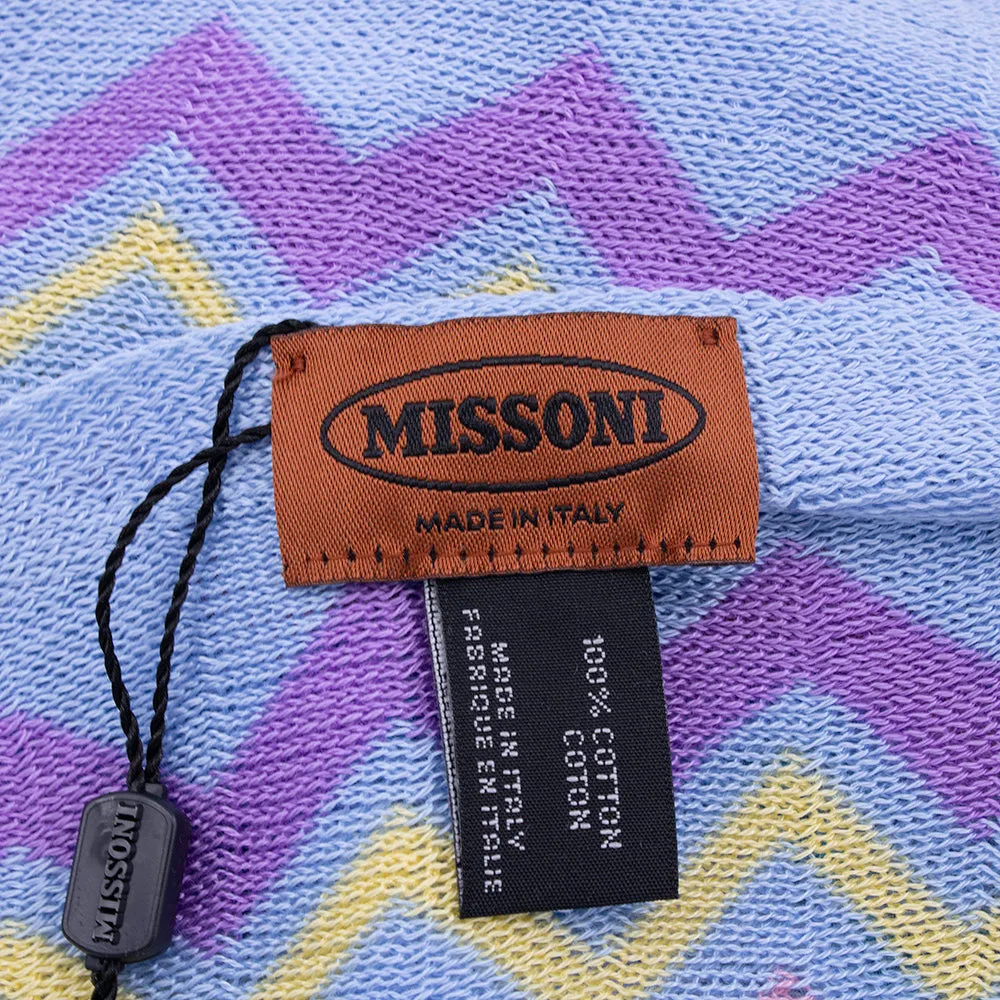 MISSONI
MADE IN ITALY
100% COTTON
COTON
MADE IN ITALY
FABRIQUE EN ITALIE
MISSONI